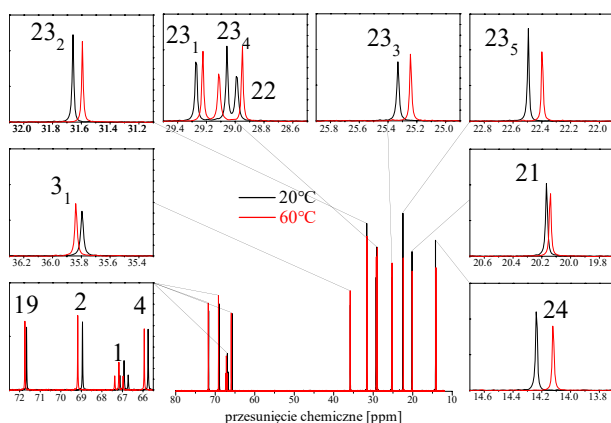 23₂
32.0 31.8 31.6 31.4 31.2
23₁ 23₄
22
29.4 29.2 29.0 28.8 28.6
23₃
25.6 25.4 25.2 25.0
23₅
22.8 22.6 22.4 22.2 22.0
3₁
36.2 36.0 35.8 35.6 35.4
20°C
60°C
21
20.6 20.4 20.2 20.0 19.8
19 2 4
1
72 71 70 69 68 67 66
24
14.6 14.4 14.2 14.0 13.8
80 70 60 50 40 30 20 10
przesunięcie chemiczne [ppm]